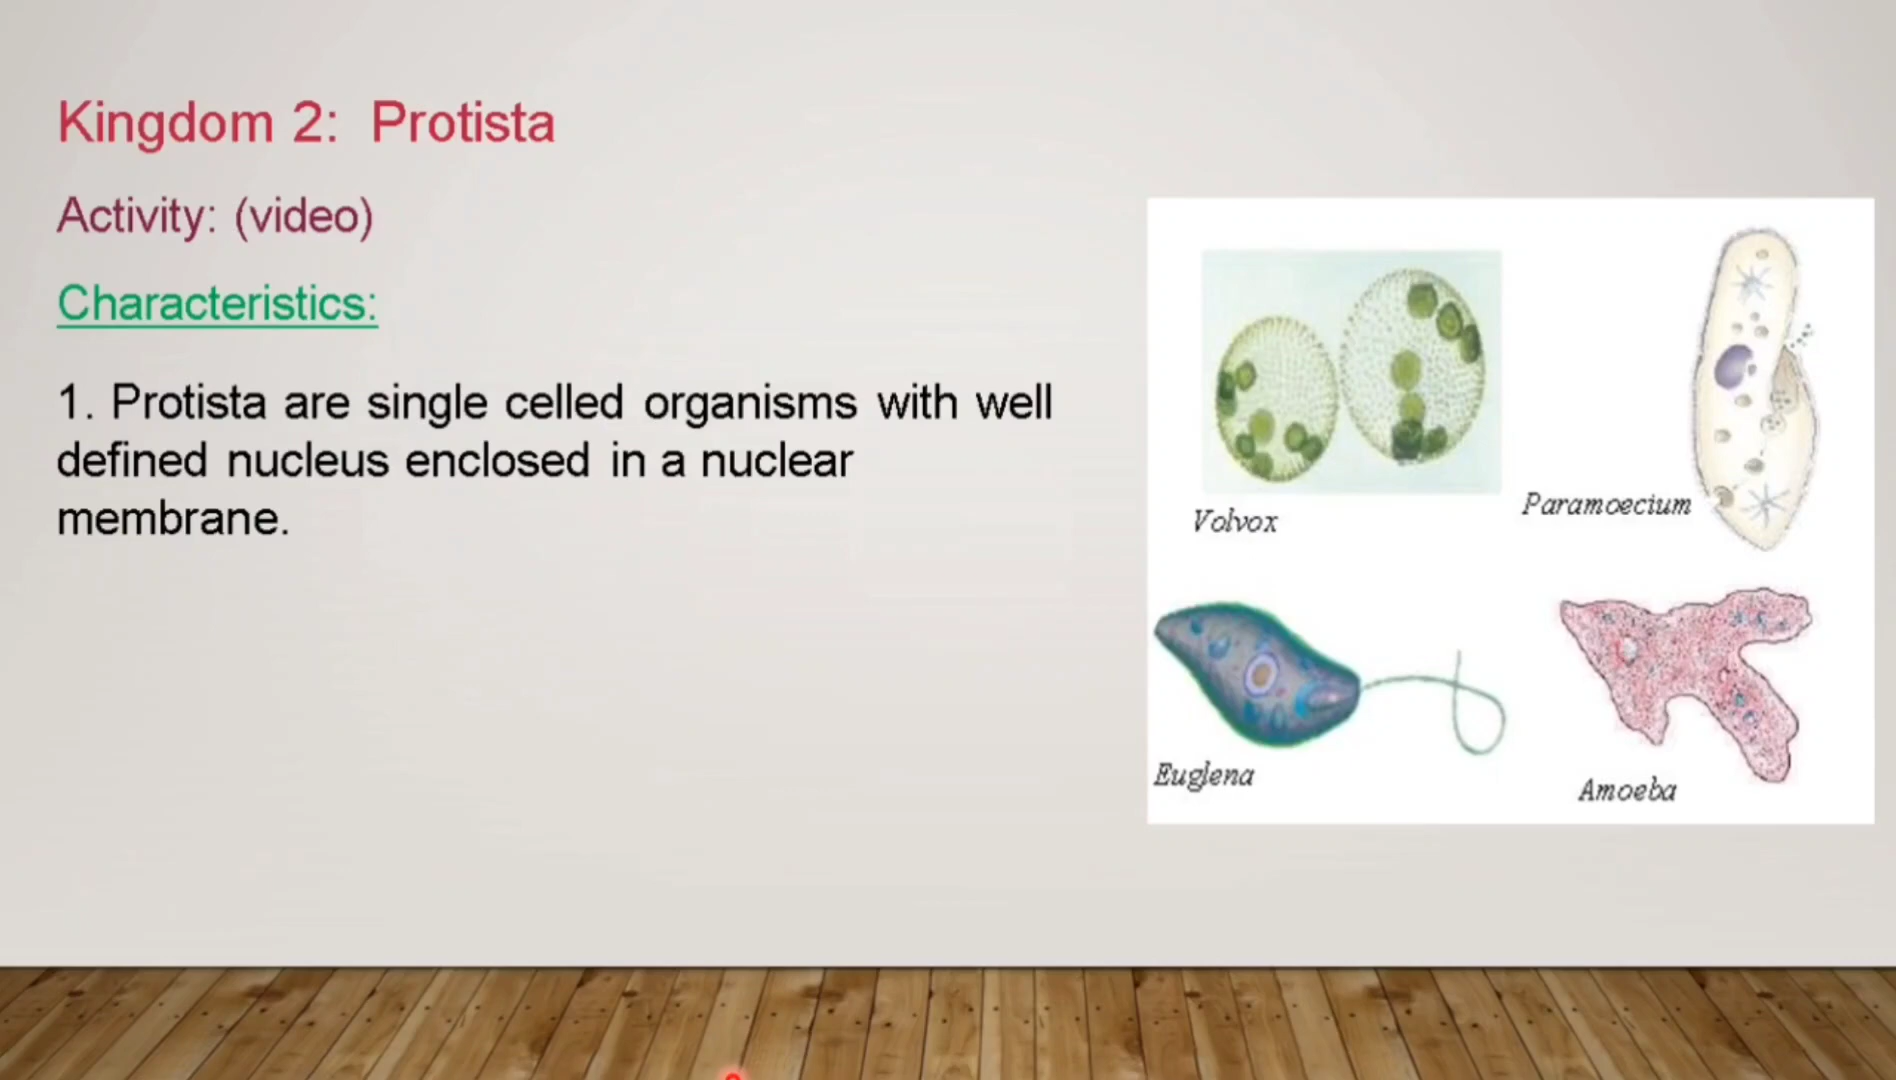 Kingdom 2: Protista
Activity: (video)
Characteristics:
1. Protista are single celled organisms with well
defined nucleus enclosed in a nuclear
membrane.
Volvox
Paramoecium
Euglena
Amoeba